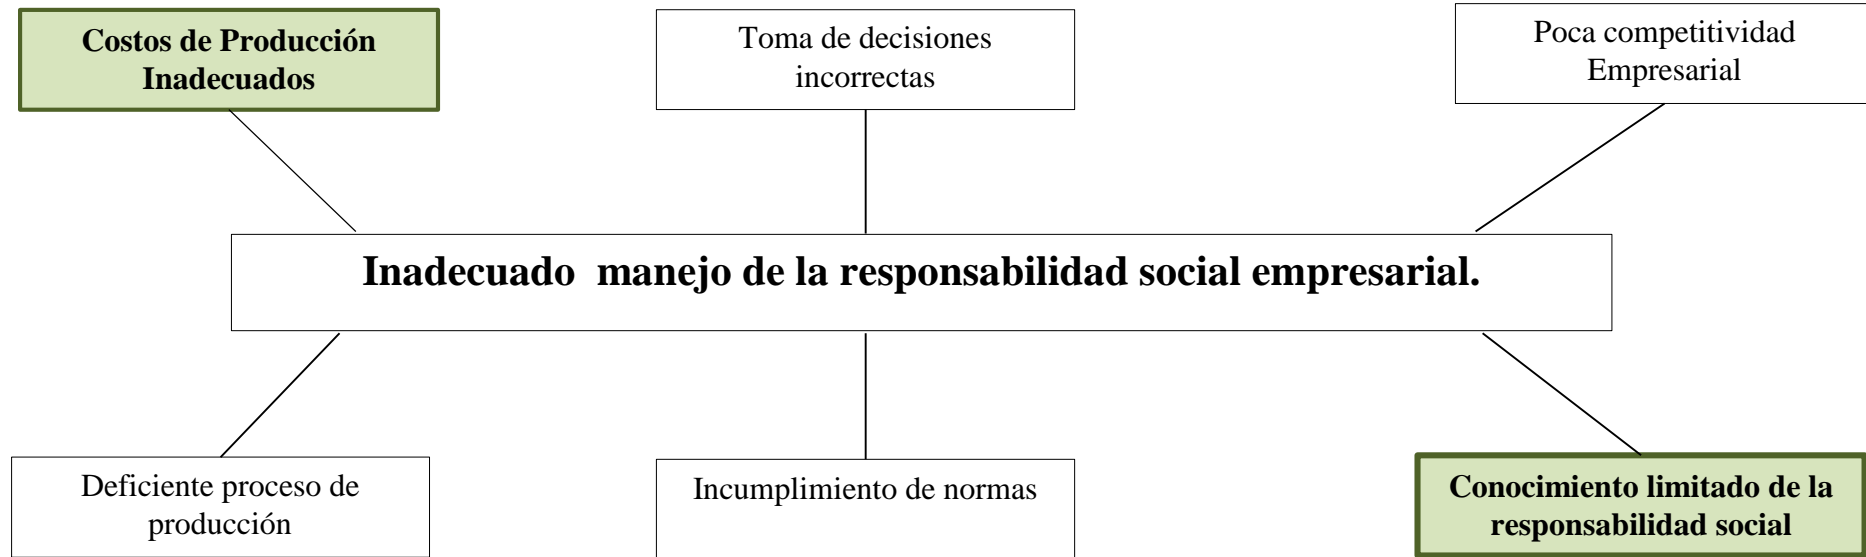 Costos de Producción
Inadecuados
Toma de decisiones
incorrectas
Poca competitividad
Empresarial
Inadecuado  manejo de la responsabilidad social empresarial.
Deficiente proceso de
producción
Incumplimiento de normas
Conocimiento limitado de la
responsabilidad social